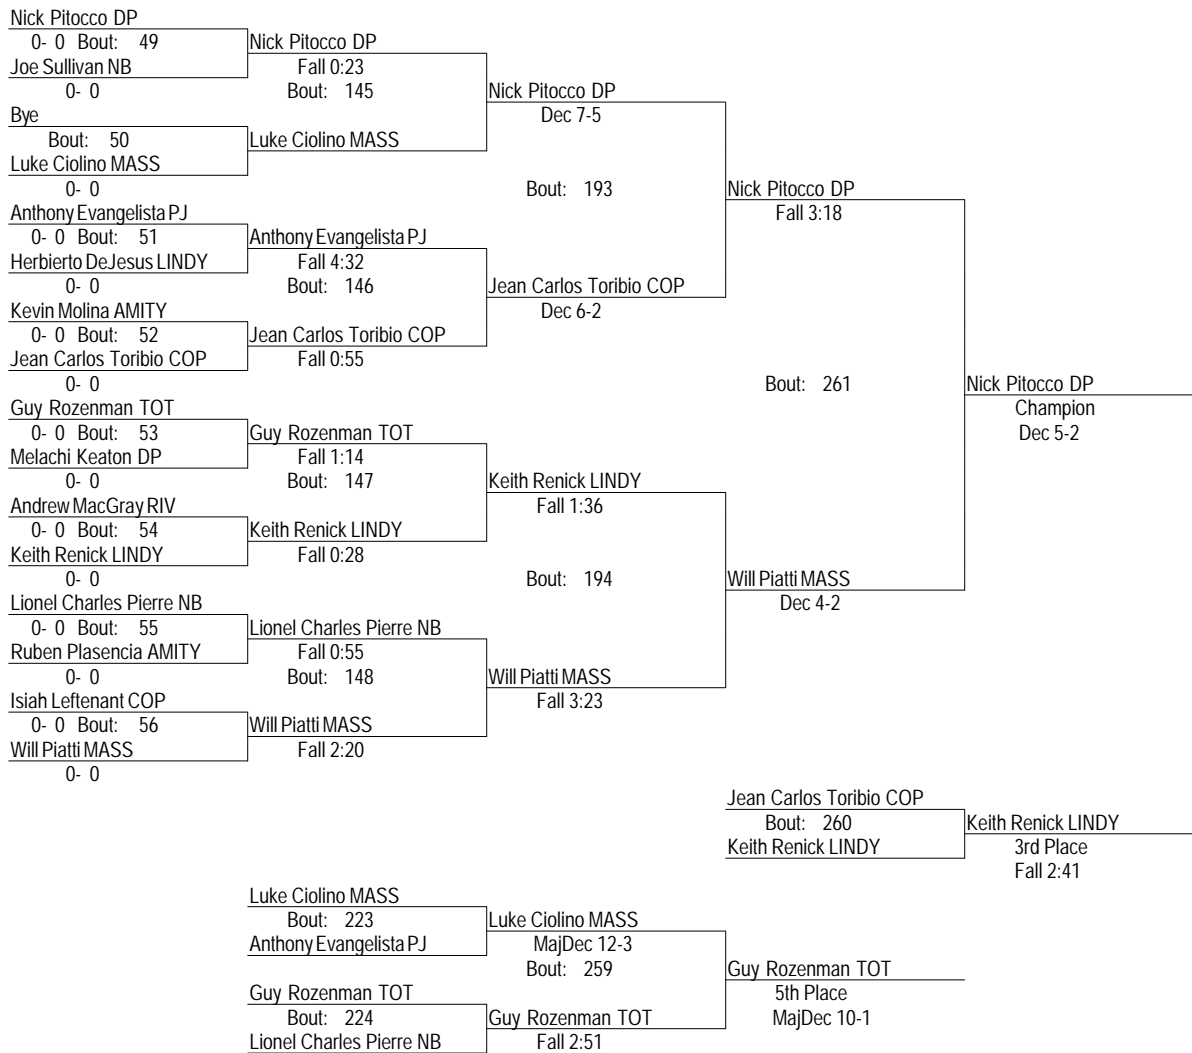 Nick Pitocco DP
0- 0 Bout: 49
Joe Sullivan NB
0- 0
Bye
Bout: 50
Luke Ciolino MASS
0- 0
Anthony Evangelista PJ
0- 0 Bout: 51
Herbierto DeJesus LINDY
0- 0
Kevin Molina AMITY
0- 0 Bout: 52
Jean Carlos Toribio COP
0- 0
Guy Rozenman TOT
0- 0 Bout: 53
Melachi Keaton DP
0- 0
Andrew MacGray RIV
0- 0 Bout: 54
Keith Renick LINDY
0- 0
Lionel Charles Pierre NB
0- 0 Bout: 55
Ruben Plasencia AMITY
0- 0
Isiah Leftenant COP
0- 0 Bout: 56
Will Piatti MASS
0- 0
Nick Pitocco DP
Fall 0:23
Bout: 145
Luke Ciolino MASS
Anthony Evangelista PJ
Fall 4:32
Bout: 146
Jean Carlos Toribio COP
Fall 0:55
Guy Rozenman TOT
Fall 1:14
Bout: 147
Keith Renick LINDY
Fall 0:28
Lionel Charles Pierre NB
Fall 0:55
Bout: 148
Will Piatti MASS
Fall 2:20
Nick Pitocco DP
Dec 7-5
Bout: 193
Jean Carlos Toribio COP
Dec 6-2
Keith Renick LINDY
Fall 1:36
Bout: 194
Will Piatti MASS
Fall 3:23
Nick Pitocco DP
Fall 3:18
Bout: 261
Will Piatti MASS
Dec 4-2
Nick Pitocco DP
Champion
Dec 5-2
Jean Carlos Toribio COP
Bout: 260
Keith Renick LINDY
Keith Renick LINDY
3rd Place
Fall 2:41
Luke Ciolino MASS
Bout: 223
Anthony Evangelista PJ
Guy Rozenman TOT
Bout: 224
Lionel Charles Pierre NB
Luke Ciolino MASS
MajDec 12-3
Bout: 259
Guy Rozenman TOT
Fall 2:51
Guy Rozenman TOT
5th Place
MajDec 10-1